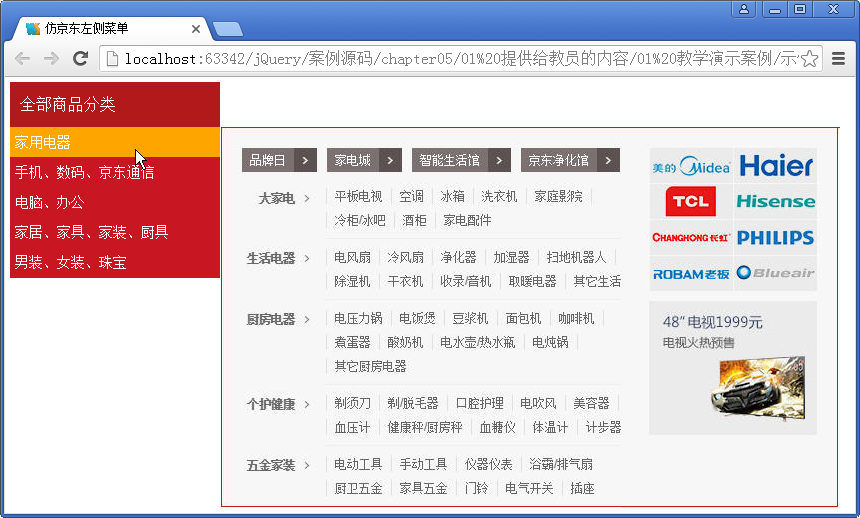 仿京东左侧菜单
localhost:63342/jQuery/案例源码/chapter05/01%20提供给教员的内容/01%20教学演示案例/示
全部商品分类
家用电器
手机、数码、京东通信
电脑、办公
家居、家具、家装、厨具
男装、女装、珠宝
品牌日 > 家电城 > 智能生活馆 > 京东净化馆 >
大家电 > 平板电视 空调 冰箱 洗衣机 家庭影院
冷柜/冰吧 酒柜 家电配件
生活电器 > 电风扇 冷风扇 净化器 加湿器 扫地机器人
除湿机 干衣机 收录/音机 取暖电器 其它生活
厨房电器 > 电压力锅 电饭煲 豆浆机 面包机 咖啡机
煮蛋器 酸奶机 电水壶/热水瓶 电炖锅
其它厨房电器
个护健康 > 剃须刀 剃/脱毛器 口腔护理 电吹风 美容器
血压计 健康秤/厨房秤 血糖仪 体温计 计步器
五金家装 > 电动工具 手动工具 仪器仪表 浴霸/排气扇
厨卫五金 家具五金 门铃 电气开关 插座
美的 Midea Haier
TCL Hisense
CHANGHONG 长虹 PHILIPS
ROBAM老板 Blueair
48"电视1999元
电视火热预售